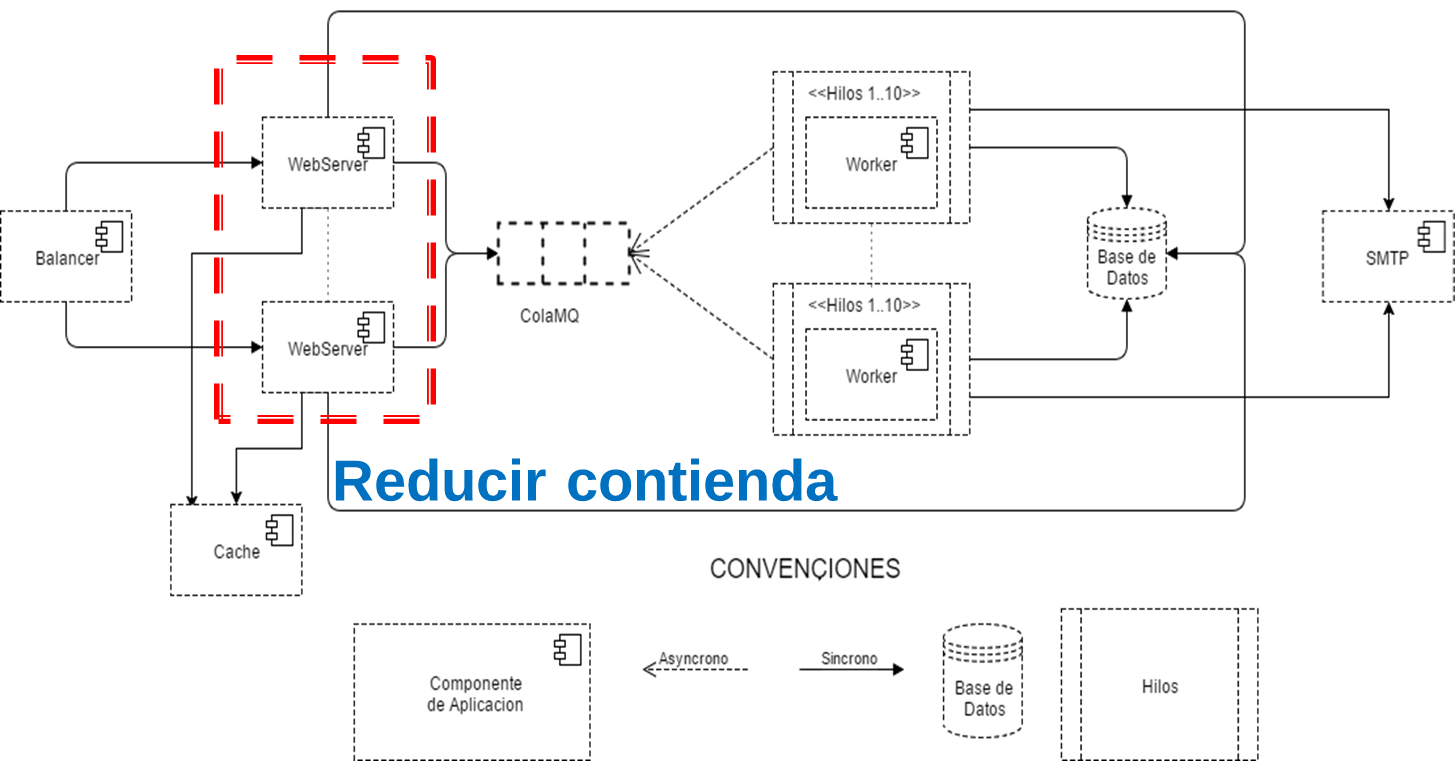 <<Hilos 1..10>>
WebServer
Worker
Balancer
Base de
Datos
SMTP
ColaMQ
<<Hilos 1..10>>
WebServer
Worker
Reducir contienda
Cache
CONVENÇIONES
Componente
de Aplicacion
Asyncrono
Sincrono
Base de
Datos
Hilos